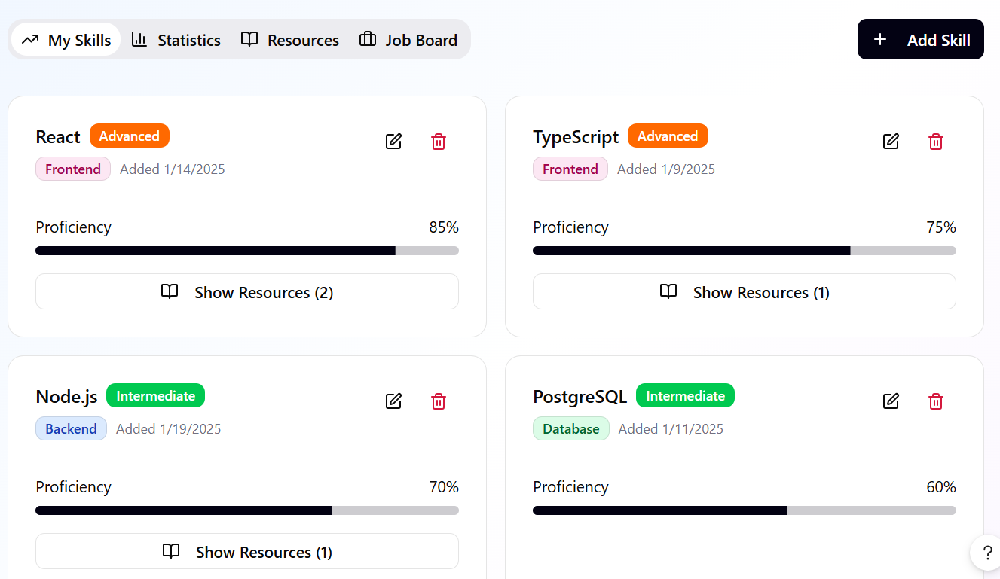 My Skills Statistics Resources Job Board Add Skill
React Advanced
Frontend Added 1/14/2025
Proficiency 85%
Show Resources (2)
TypeScript Advanced
Frontend Added 1/9/2025
Proficiency 75%
Show Resources (1)
Node.js Intermediate
Backend Added 1/19/2025
Proficiency 70%
Show Resources (1)
PostgreSQL Intermediate
Database Added 1/11/2025
Proficiency 60%
?